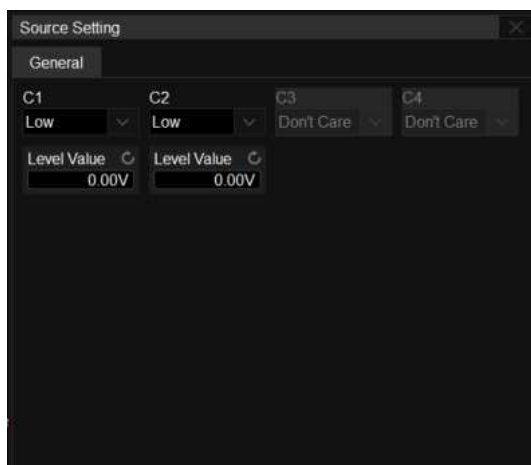 Source Setting
General
C1 C2 C3 C4
Low Low Don't Care Don't Care
Level Value Level Value
0.00V 0.00V